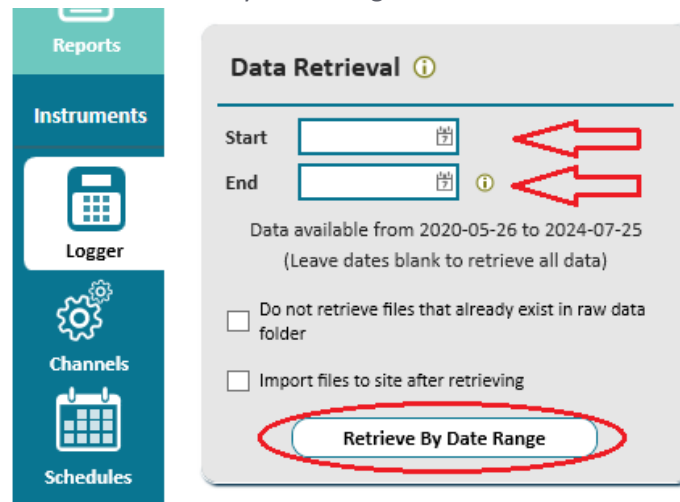 Reports
Instruments
Logger
Channels
Schedules
Data Retrieval
Start
End
Data available from 2020-05-26 to 2024-07-25
(Leave dates blank to retrieve all data)
Do not retrieve files that already exist in raw data
folder
Import files to site after retrieving
Retrieve By Date Range